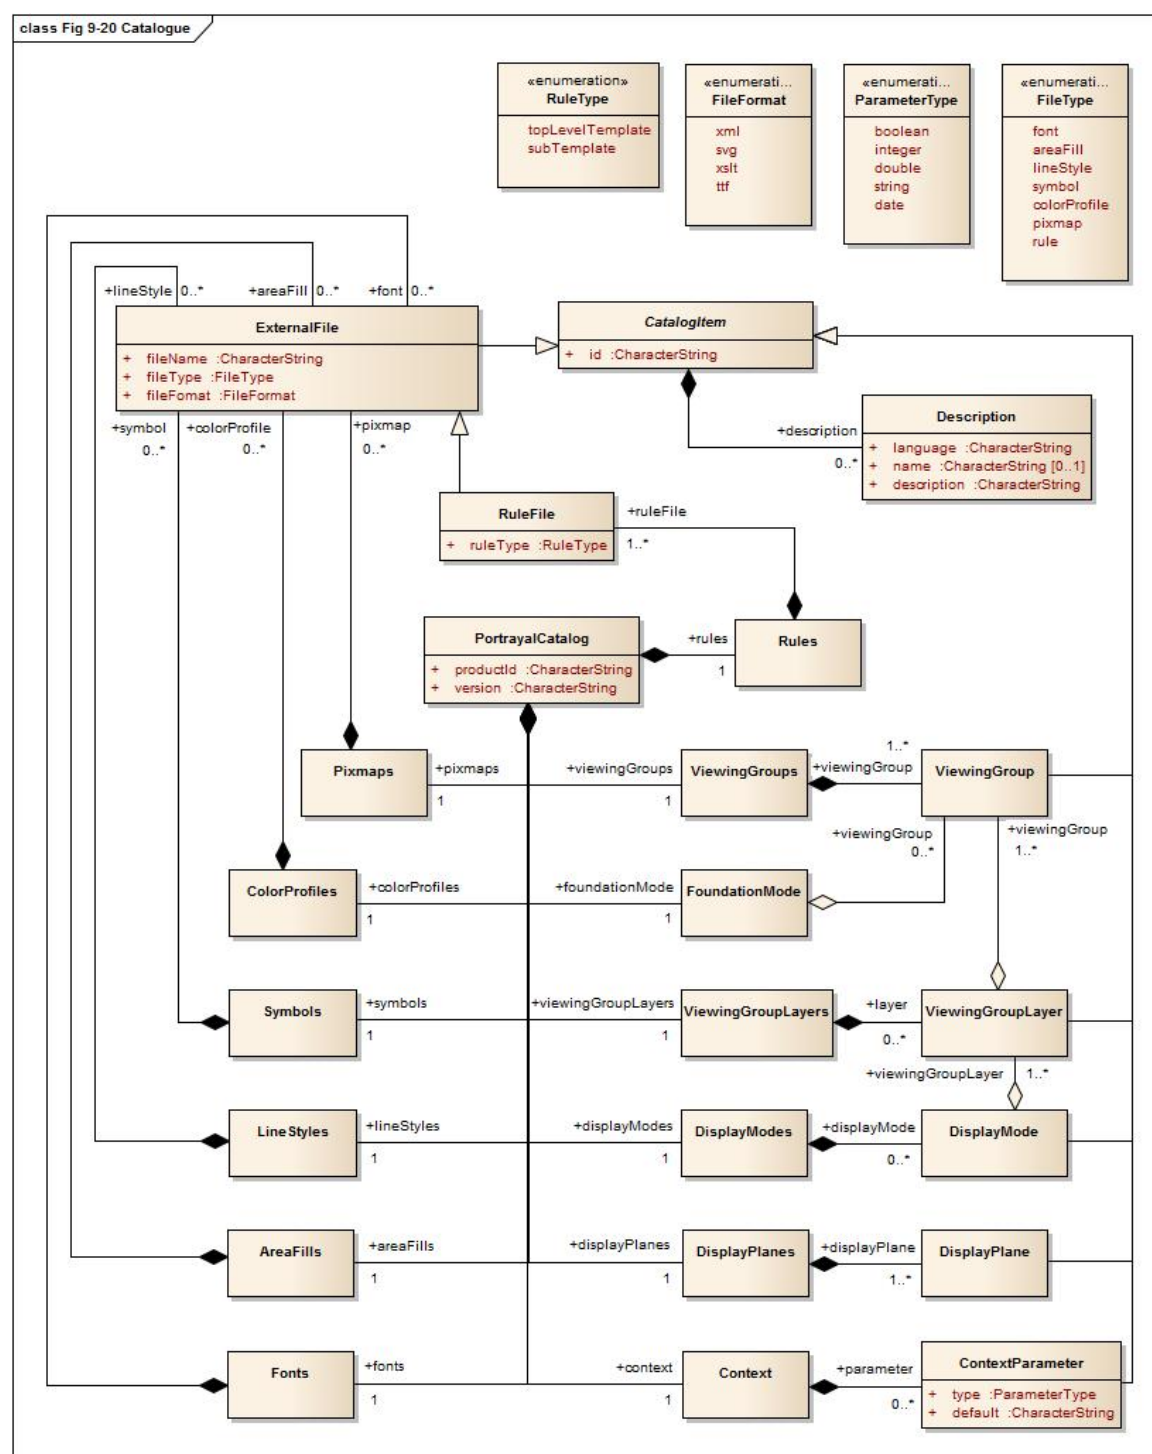 class Fig 9-20 Catalogue
«enumeration»
RuleType
topLevelTemplate
subTemplate
«enumerati...
FileFormat
xml
svg
xslt
ttf
«enumerati...
ParameterType
boolean
integer
double
string
date
«enumerati...
FileType
font
areaFill
lineStyle
symbol
colorProfile
pixmap
rule
+lineStyle 0..*
+areaFill 0..*
+font 0..*
ExternalFile
+ fileName :CharacterString
+ fileType :FileType
+ fileFomat :FileFormat
CatalogItem
+ id :CharacterString
+symbol
0..*
+colorProfile
0..*
+pixmap
0..*
+description
0..*
Description
+ language :CharacterString
+ name :CharacterString [0..1]
+ description :CharacterString
RuleFile
+ ruleType :RuleType
+ruleFile
1..*
PortrayalCatalog
+ productId :CharacterString
+ version :CharacterString
+rules
1
Rules
Pixmaps
+pixmaps
1
+viewingGroups
1
ViewingGroups
1..*
+viewingGroup
ViewingGroup
+viewingGroup
0..*
+viewingGroup
1..*
ColorProfiles
+colorProfiles
1
+foundationMode
1
FoundationMode
Symbols
+symbols
1
+viewingGroupLayers
1
ViewingGroupLayers
+layer
0..*
ViewingGroupLayer
+viewingGroupLayer 1..*
LineStyles
+lineStyles
1
+displayModes
1
DisplayModes
+displayMode
0..*
DisplayMode
AreaFills
+areaFills
1
+displayPlanes
1
DisplayPlanes
+displayPlane
1..*
DisplayPlane
Fonts
+fonts
1
+context
1
Context
+parameter
0..*
ContextParameter
+ type :ParameterType
+ default :CharacterString